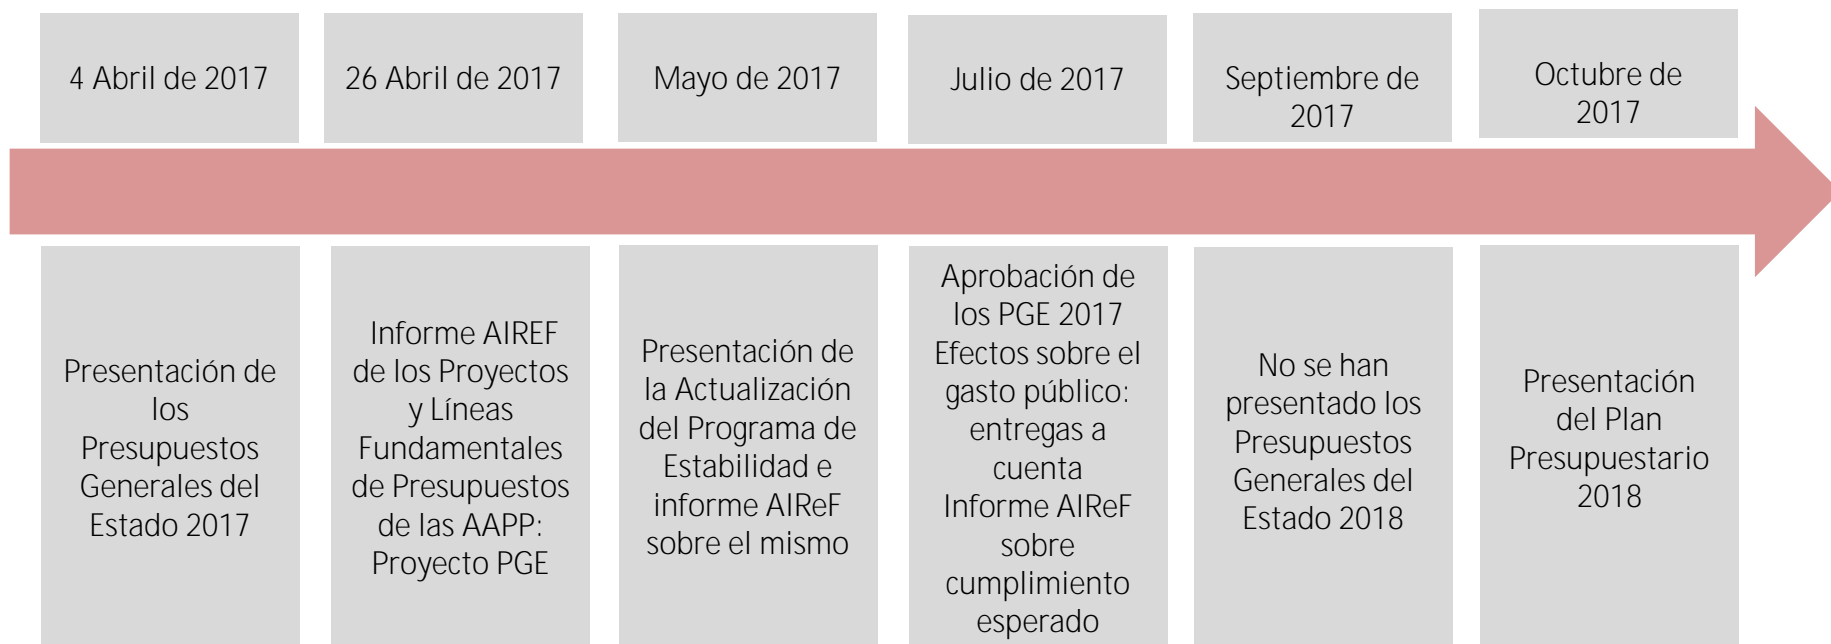 4 Abril de 2017
26 Abril de 2017
Mayo de 2017
Julio de 2017
Septiembre de
2017
Octubre de
2017
Presentación de
los
Presupuestos
Generales del
Estado 2017
Informe AIREF
de los Proyectos
y Líneas
Fundamentales
de Presupuestos
de las AAPP:
Proyecto PGE
Presentación de
la Actualización
del Programa de
Estabilidad e
informe AIReF
sobre el mismo
Aprobación de
los PGE 2017
Efectos sobre el
gasto público:
entregas a
cuenta
Informe AIReF
sobre
cumplimiento
esperado
No se han
presentado los
Presupuestos
Generales del
Estado 2018
Presentación
del Plan
Presupuestario
2018